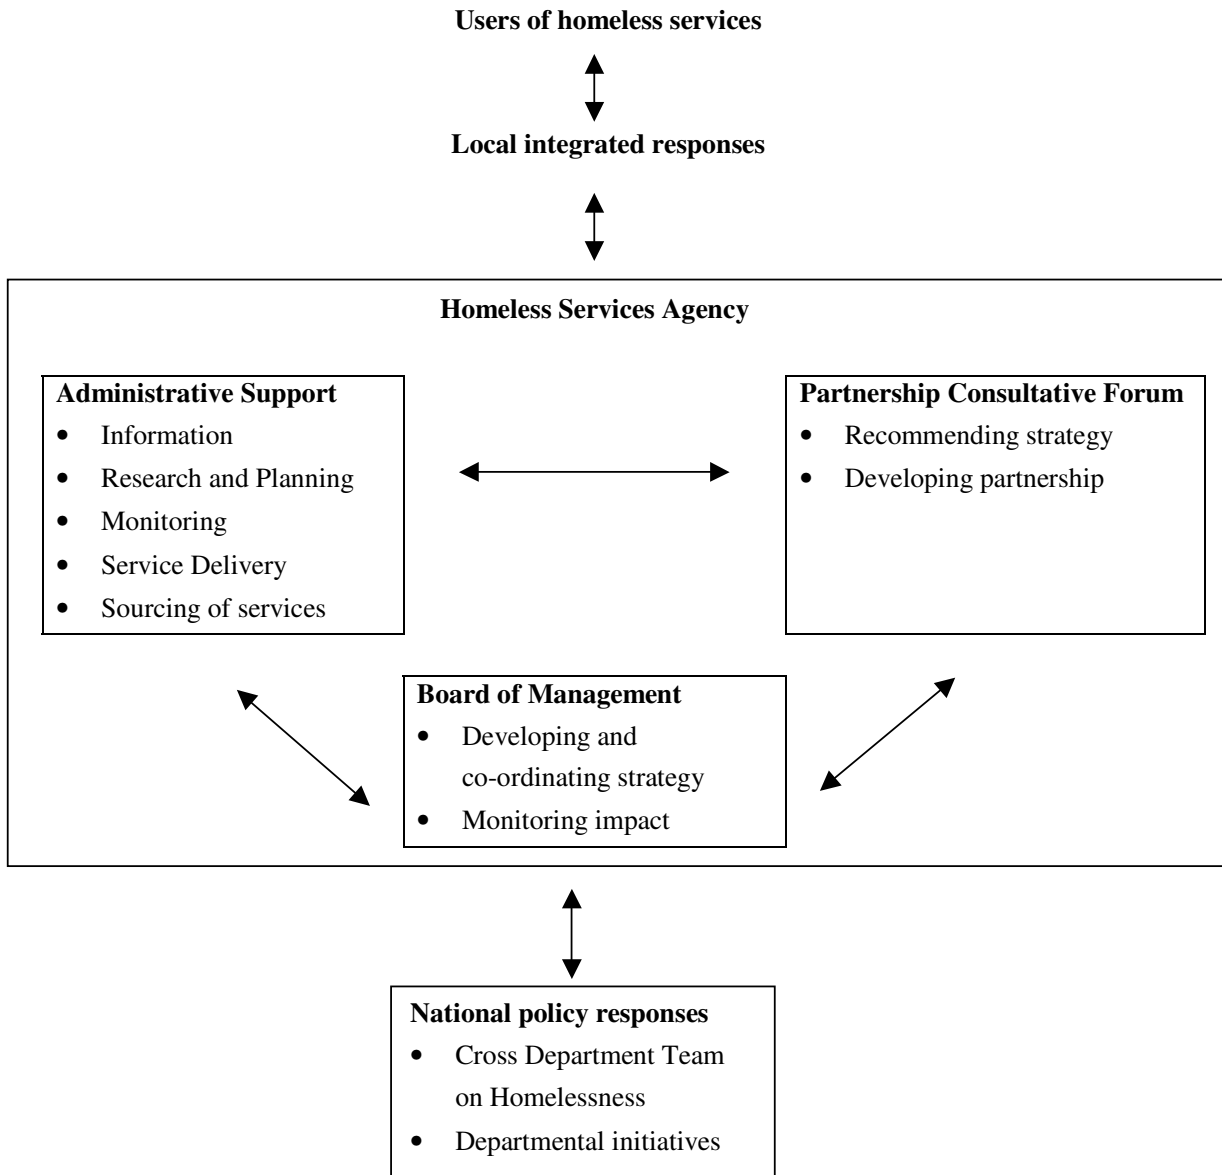 Users of homeless services
Local integrated responses
Homeless Services Agency
Administrative Support
• Information
• Research and Planning
• Monitoring
• Service Delivery
• Sourcing of services
Partnership Consultative Forum
• Recommending strategy
• Developing partnership
Board of Management
• Developing and
co-ordinating strategy
• Monitoring impact
National policy responses
• Cross Department Team
on Homelessness
• Departmental initiatives